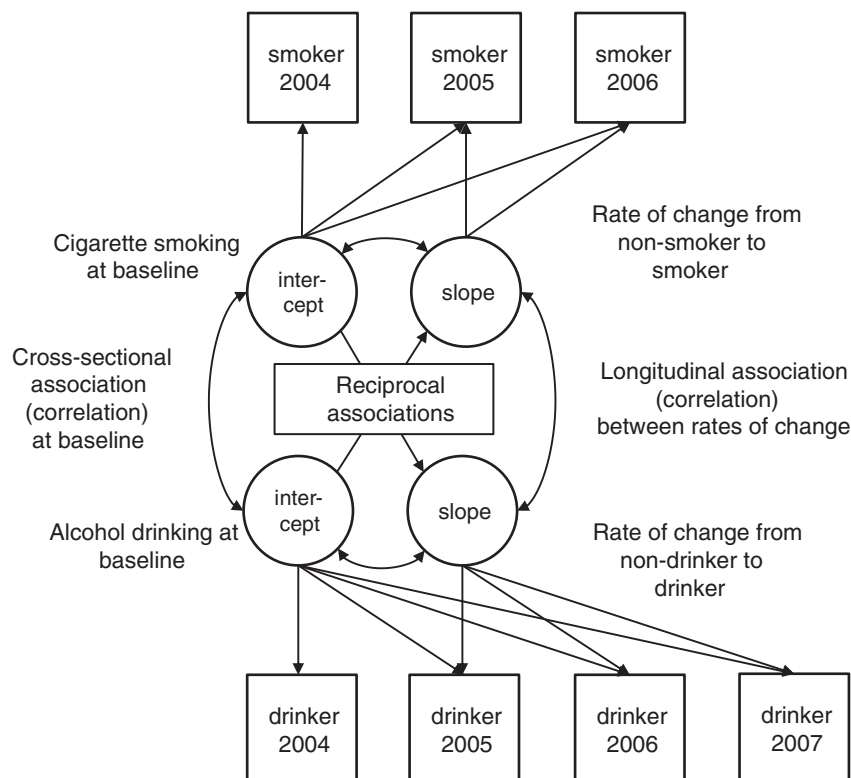 smoker
2004
smoker
2005
smoker
2006
Cigarette smoking
at baseline
Rate of change from
non-smoker to
smoker
inter-
cept
slope
Cross-sectional
association
(correlation)
at baseline
Reciprocal
associations
Longitudinal association
(correlation)
between rates of change
inter-
cept
slope
Alcohol drinking at
baseline
Rate of change from
non-drinker to
drinker
drinker
2004
drinker
2005
drinker
2006
drinker
2007